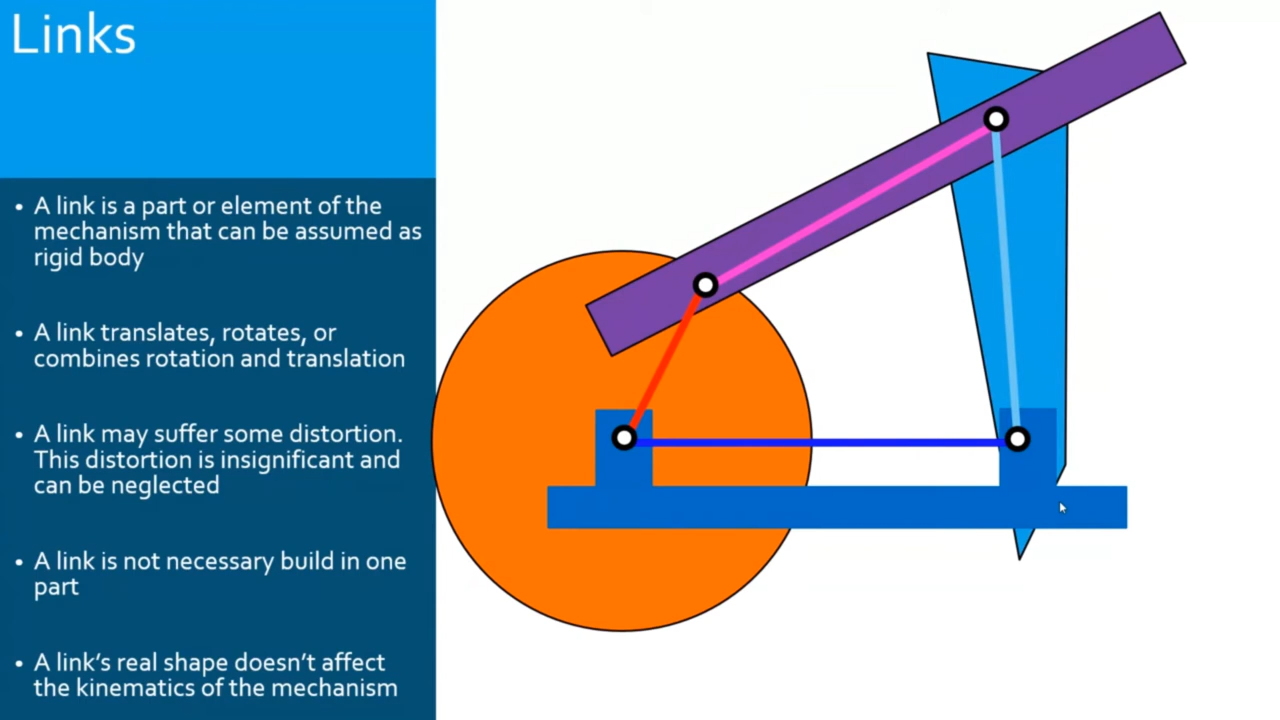 Links
• A link is a part or element of the
mechanism that can be assumed as
rigid body
• A link translates, rotates, or
combines rotation and translation
• A link may suffer some distortion.
This distortion is insignificant and
can be neglected
• A link is not necessary build in one
part
• A link’s real shape doesn’t affect
the kinematics of the mechanism